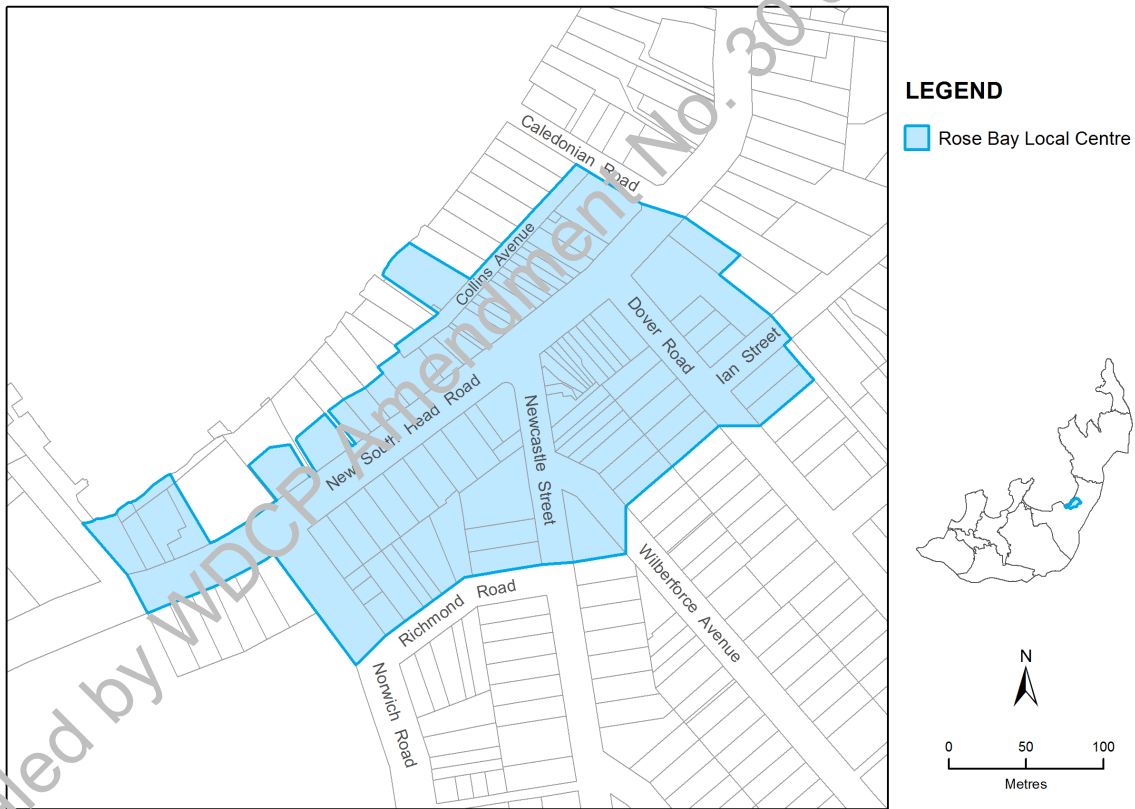 LEGEND
Rose Bay Local Centre
Caledonian Road
Collins Avenue
Dover Road
Ian Street
New South Head Road
Newcastle Street
Richmond Road
Wilberforce Avenue
Norwich Road
led by WDCP Amendment No. 30
N
0 50 100
Metres